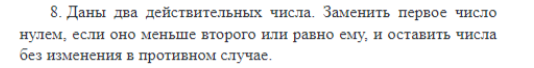 8. Даны два действительных числа. Заменить первое число
нулем, если оно меньше второго или равно ему, и оставить числа
без изменения в противном случае.